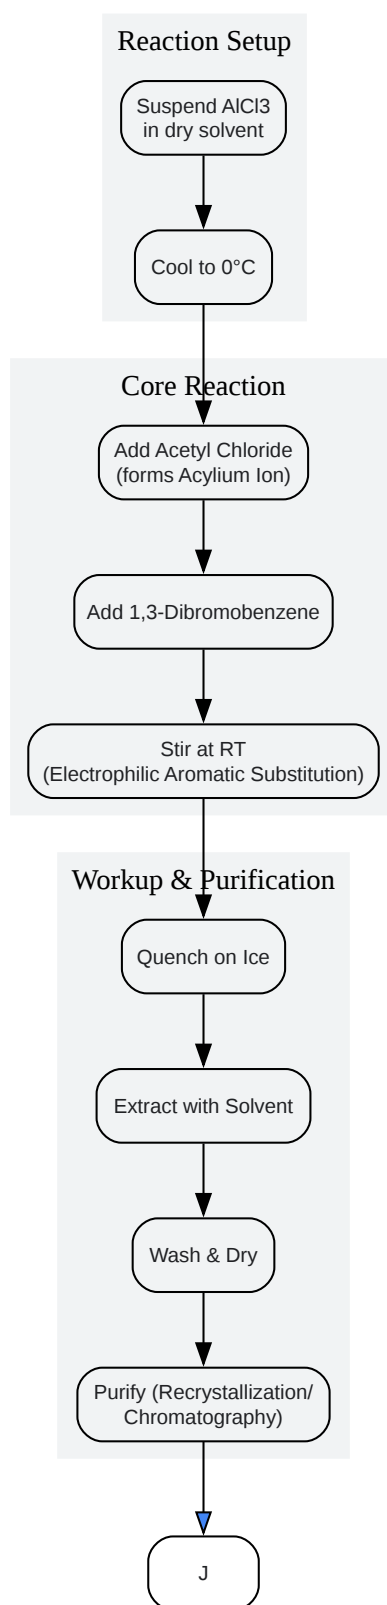 Reaction Setup
Suspend AlCl3
in dry solvent
Cool to 0°C
Core Reaction
Add Acetyl Chloride
(forms Acylium Ion)
Add 1,3-Dibromobenzene
Stir at RT
(Electrophilic Aromatic Substitution)
Workup & Purification
Quench on Ice
Extract with Solvent
Wash & Dry
Purify (Recrystallization/
Chromatography)
J